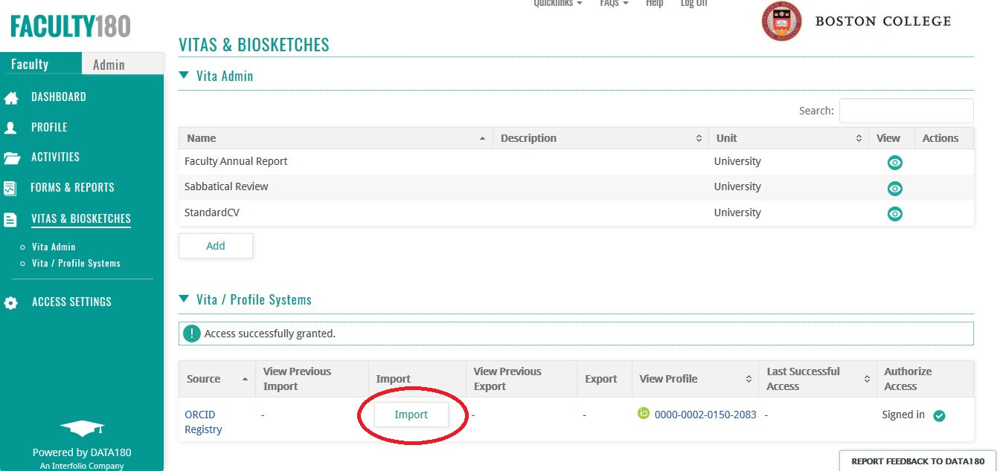 Quicklinks FAQs Help Log Off
FACULTY180
BOSTON COLLEGE
Faculty Admin
DASHBOARD
PROFILE
ACTIVITIES
FORMS & REPORTS
VITAS & BIOSKETCHES
Vita Admin
Vita / Profile Systems
ACCESS SETTINGS
Powered by DATA180
An Interfolio Company
VITAS & BIOSKETCHES
Vita Admin
Search:
Name Description Unit View Actions
Faculty Annual Report University
Sabbatical Review University
StandardCV University
Add
Vita / Profile Systems
! Access successfully granted.
Source View Previous Import Import View Previous Export Export View Profile Last Successful Access Authorize Access
ORCID Registry - Import - - iD 0000-0002-0150-2083 - Signed in
REPORT FEEDBACK TO DATA180